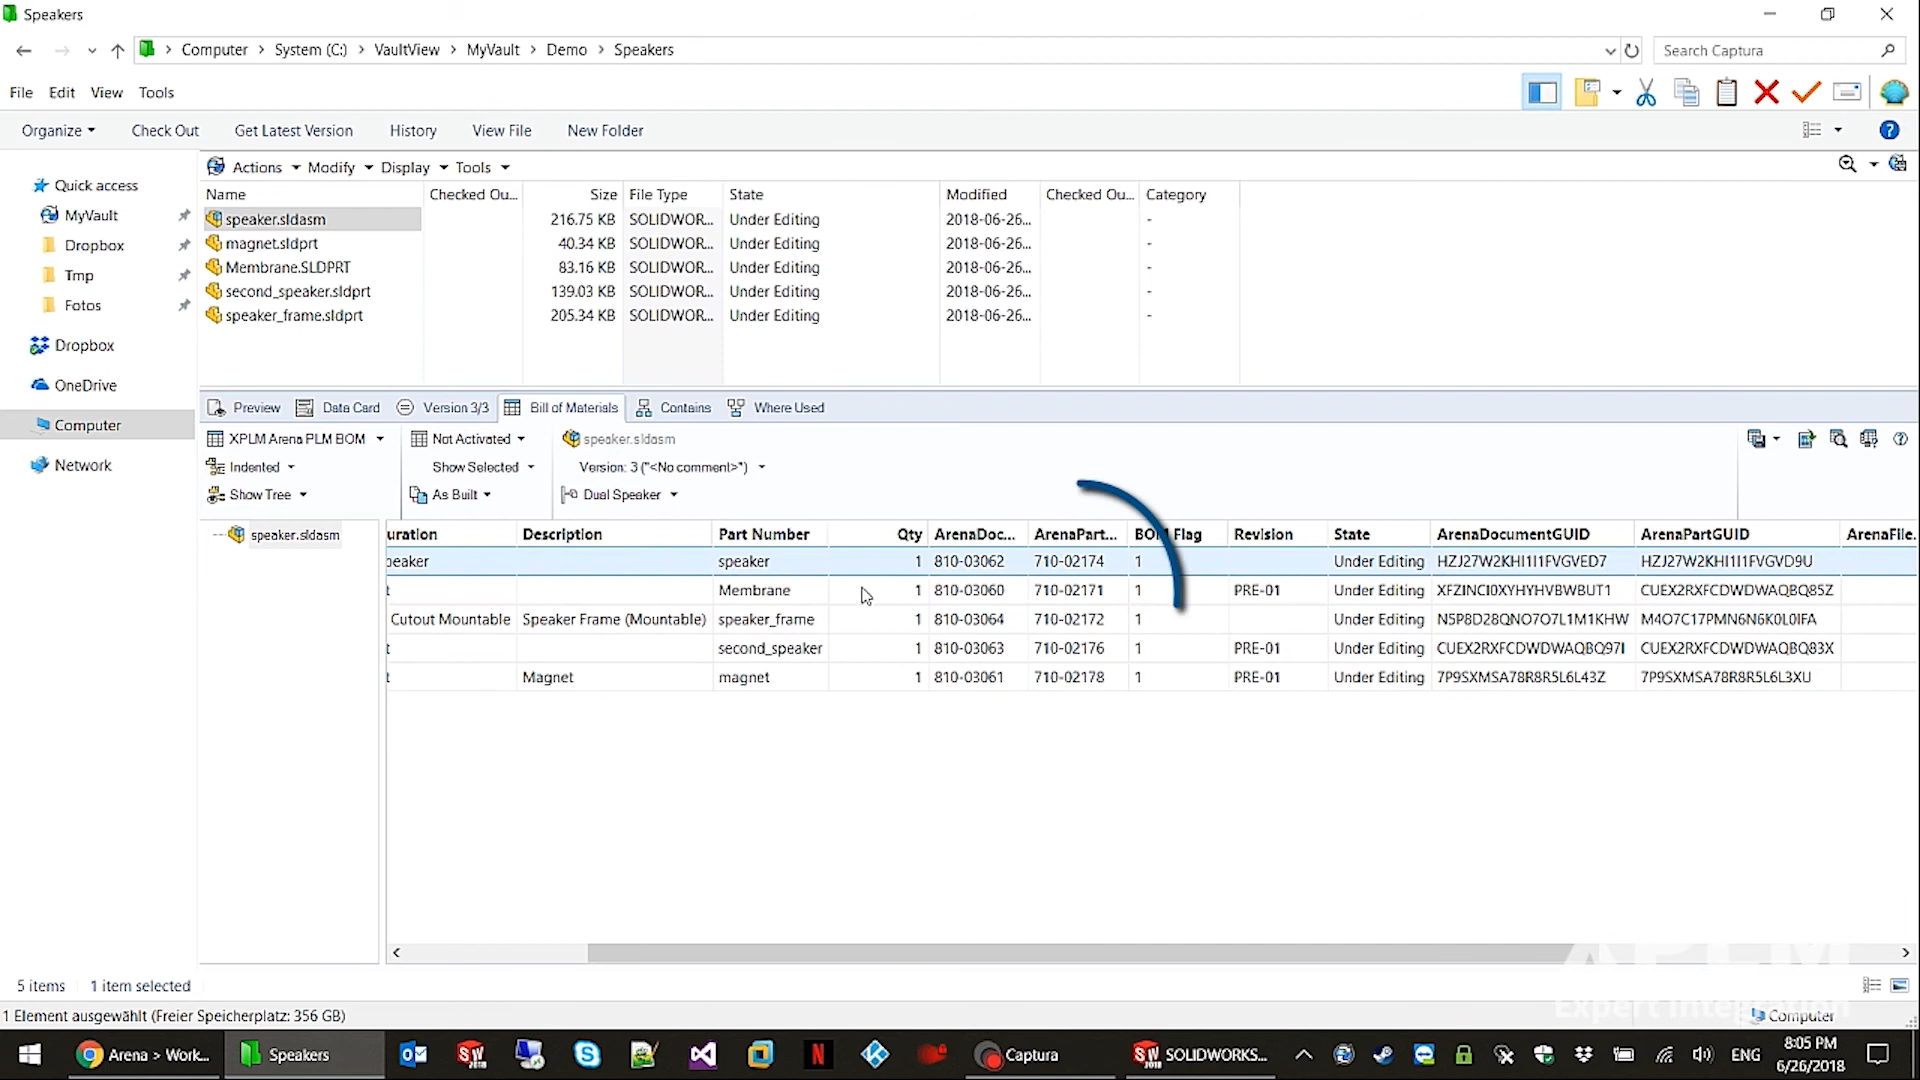 Speakers
Computer > System (C:) > VaultView > MyVault > Demo > Speakers
Search Captura
File Edit View Tools
Organize Check Out Get Latest Version History View File New Folder
Quick access
MyVault
Dropbox
Tmp
Fotos
Dropbox
OneDrive
Computer
Network
Actions Modify Display Tools
Name Checked Ou... Size File Type State Modified Checked Ou... Category
speaker.sldasm 216.75 KB SOLIDWOR... Under Editing 2018-06-26... -
magnet.sldprt 40.34 KB SOLIDWOR... Under Editing 2018-06-26... -
Membrane.SLDPRT 83.16 KB SOLIDWOR... Under Editing 2018-06-26... -
second_speaker.sldprt 139.03 KB SOLIDWOR... Under Editing 2018-06-26... -
speaker_frame.sldprt 205.34 KB SOLIDWOR... Under Editing 2018-06-26... -
Preview Data Card Version 3/3 Bill of Materials Contains Where Used
XPLM Arena PLM BOM Not Activated speaker.sldasm
Indented Show Selected Version: 3 ("<No comment>")
Show Tree As Built Dual Speaker
speaker.sldasm
uration Description Part Number Qty ArenaDoc... ArenaPart... BOM Flag Revision State ArenaDocumentGUID ArenaPartGUID ArenaFile.
peaker speaker 1 810-03062 710-02174 1 Under Editing HZJ27W2KHI1I1FVGVED7 HZJ27W2KHI1I1FVGVD9U
t Membrane 1 810-03060 710-02171 1 PRE-01 Under Editing XFZINCI0XYHYHVBWBUT1 CUEX2RXFCDWDWAQBQ85Z
Cutout Mountable Speaker Frame (Mountable) speaker_frame 1 810-03064 710-02172 1 Under Editing N5P8D28QNO7O7L1M1KHW M4O7C17PMN6N6K0L0IFA
t second_speaker 1 810-03063 710-02176 1 PRE-01 Under Editing CUEX2RXFCDWDWAQBQ97I CUEX2RXFCDWDWAQBQ83X
t Magnet magnet 1 810-03061 710-02178 1 PRE-01 Under Editing 7P9SXMSA78R8R5L6L43Z 7P9SXMSA78R8R5L6L3XU
XPLM
Expert Integration
5 items 1 item selected
1 Element ausgewählt (Freier Speicherplatz: 356 GB) Computer
Arena > Work... Speakers Captura SOLIDWORKS... ENG 8:05 PM
6/26/2018